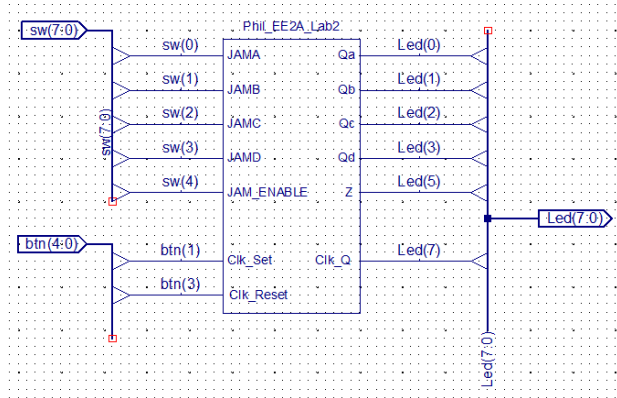 Phil_EE2A_Lab2
sw(7:0)
sw(0) JAMA Qa Led(0)
sw(1) JAMB Qb Led(1)
sw(2) JAMC Qc Led(2)
sw(7:0)
sw(3) JAMD Qd Led(3)
sw(4) JAM_ENABLE Z Led(5)
Led(7:0)
btn(4:0)
btn(1) Clk_Set Clk_Q Led(7)
btn(3) Clk_Reset
Led(7:0)